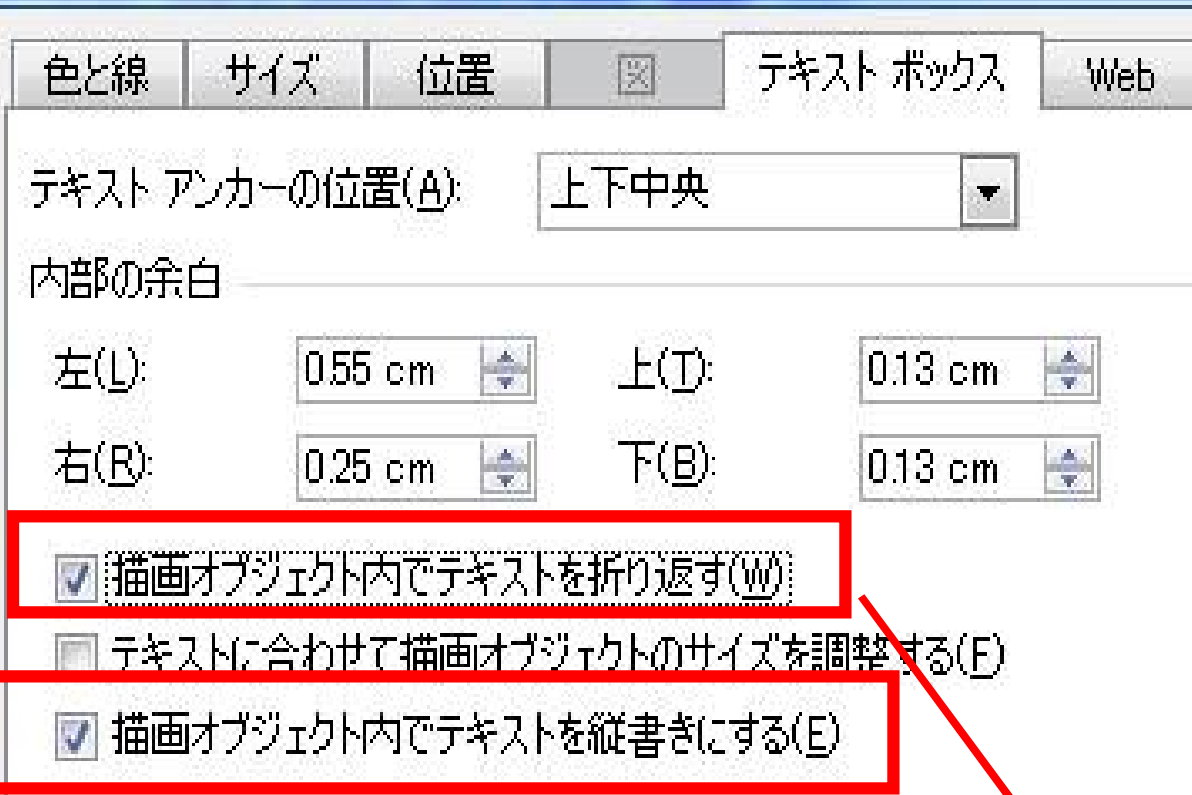 色と線 サイズ 位置 図 テキスト ボックス Web
テキスト アンカーの位置(A): 上下中央
内部の余白
左(L): 0.55 cm 上(T): 0.13 cm
右(R): 0.25 cm 下(B): 0.13 cm
描画オブジェクト内でテキストを折り返す(W)
テキストに合わせて描画オブジェクトのサイズを調整する(F)
描画オブジェクト内でテキストを縦書きにする(E)